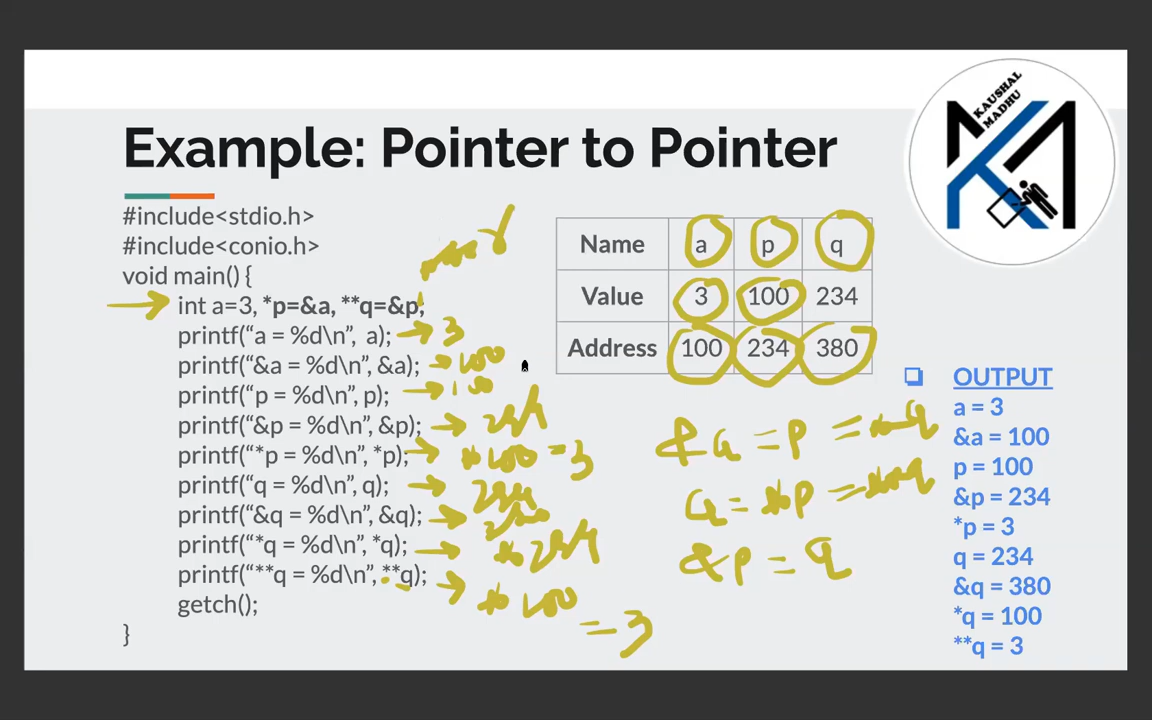 KAUSHAL
MADHU
Example: Pointer to Pointer
#include<stdio.h>
#include<conio.h>
void main() {
int a=3, *p=&a, **q=&p;
printf(“a = %d\n”, a); → 3
printf(“&a = %d\n”, &a); → 100
printf(“p = %d\n”, p); → 100
printf(“&p = %d\n”, &p); → 234
printf(“*p = %d\n”, *p); → *100 = 3
printf(“q = %d\n”, q); → 234
printf(“&q = %d\n”, &q); →
printf(“*q = %d\n”, *q); → *234
printf(“**q = %d\n”, **q); → *100
= 3
getch();
}
Name a p q
Value 3 100 234
Address 100 234 380
&a = p = *q
a = *p = **q
&p = q
OUTPUT
a = 3
&a = 100
p = 100
&p = 234
*p = 3
q = 234
&q = 380
*q = 100
**q = 3